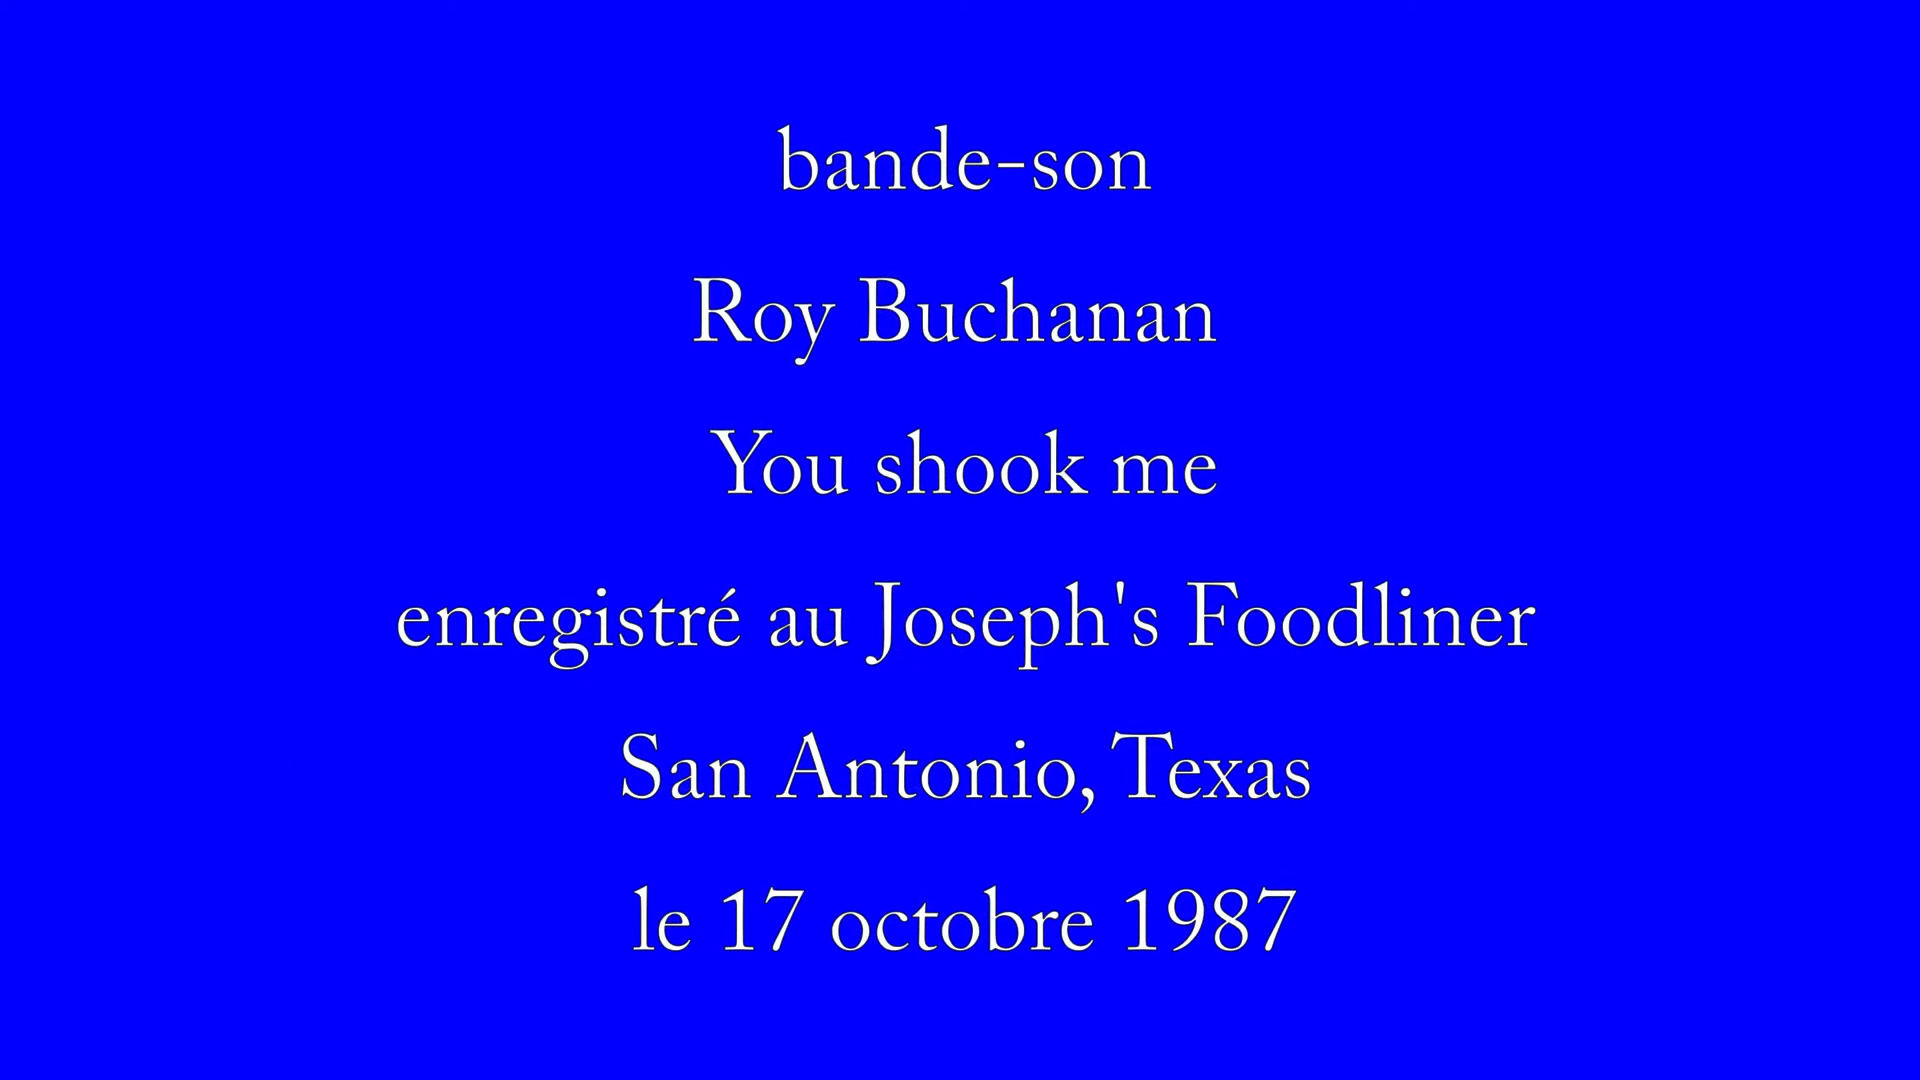 bande-son
Roy Buchanan
You shook me
enregistré au Joseph's Foodliner
San Antonio, Texas
le 17 octobre 1987